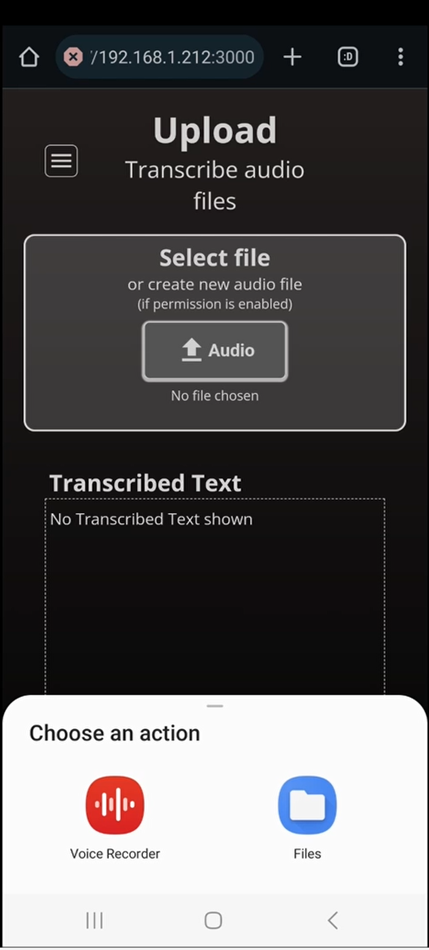 /192.168.1.212:3000
:D
Upload
Transcribe audio
files
Select file
or create new audio file
(if permission is enabled)
Audio
No file chosen
Transcribed Text
No Transcribed Text shown
Choose an action
Voice Recorder
Files